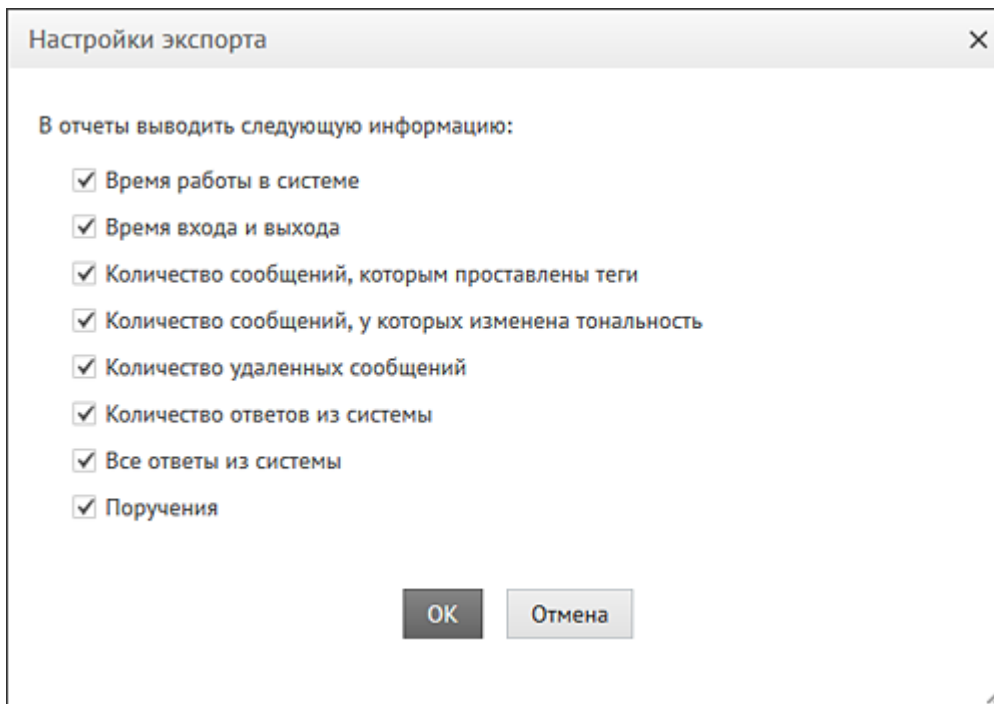 Настройки экспорта
В отчеты выводить следующую информацию:
Время работы в системе
Время входа и выхода
Количество сообщений, которым проставлены теги
Количество сообщений, у которых изменена тональность
Количество удаленных сообщений
Количество ответов из системы
Все ответы из системы
Поручения
OK Отмена